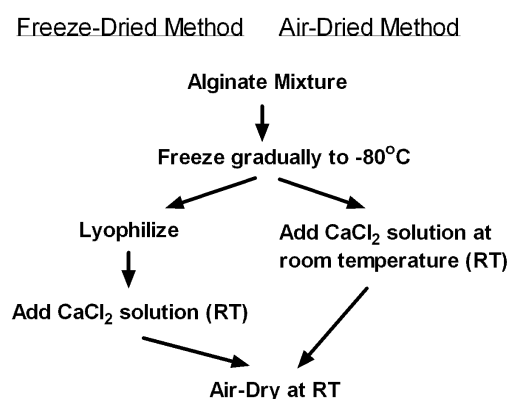 Freeze-Dried Method    Air-Dried Method
Alginate Mixture
Freeze gradually to -80°C
Lyophilize
Add CaCl₂ solution at
room temperature (RT)
Add CaCl₂ solution (RT)
Air-Dry at RT